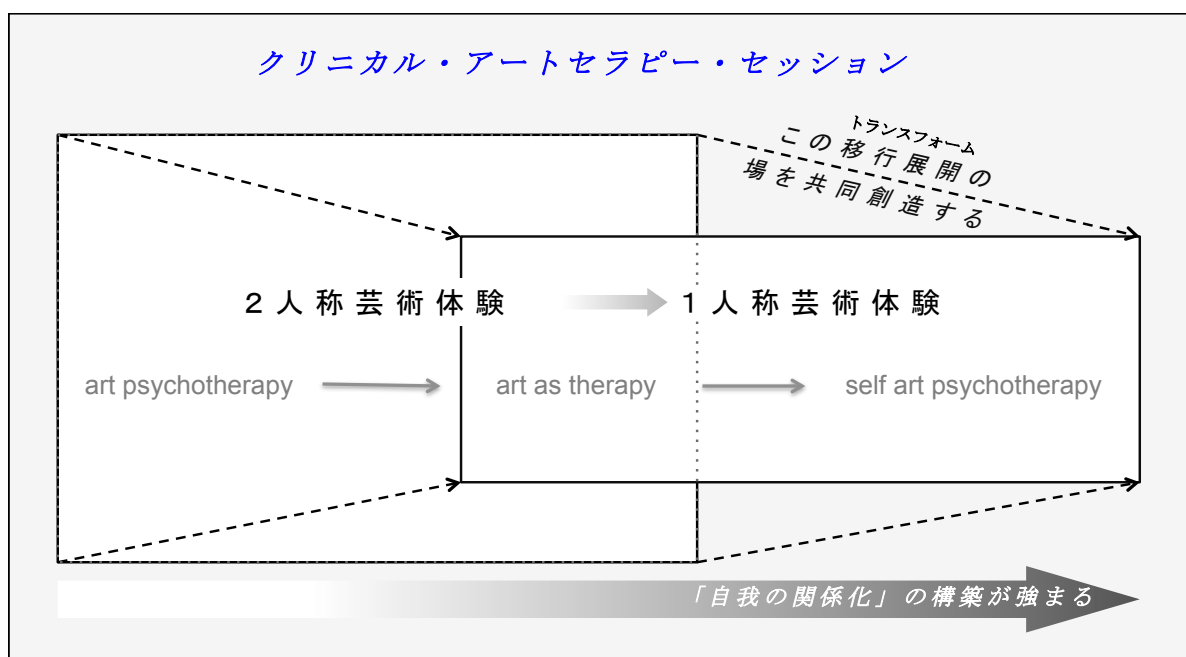 クリニカル・アートセラピー・セッション
トランスフォーム
この移行展開の
場を共同創造する
2人称芸術体験
1人称芸術体験
art psychotherapy
art as therapy
self art psychotherapy
「自我の関係化」の構築が強まる